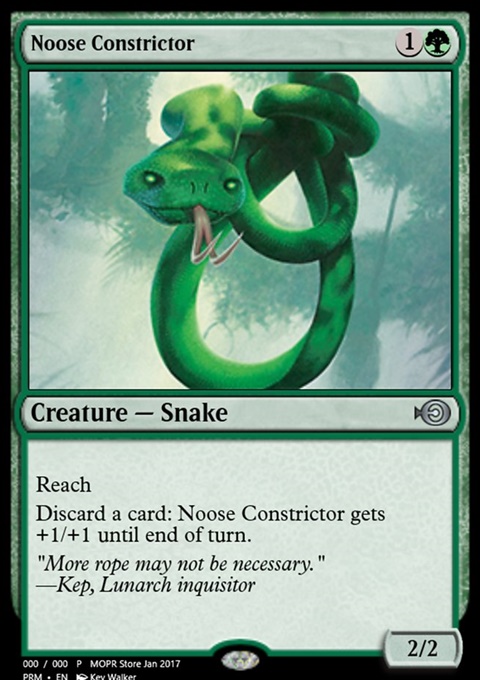 Noose Constrictor 1
Creature — Snake
Reach
Discard a card: Noose Constrictor gets
+1/+1 until end of turn.
"More rope may not be necessary."
—Kep, Lunarch inquisitor
2/2
000 / 000 P MOPR Store Jan 2017
PRM • EN Kev Walker